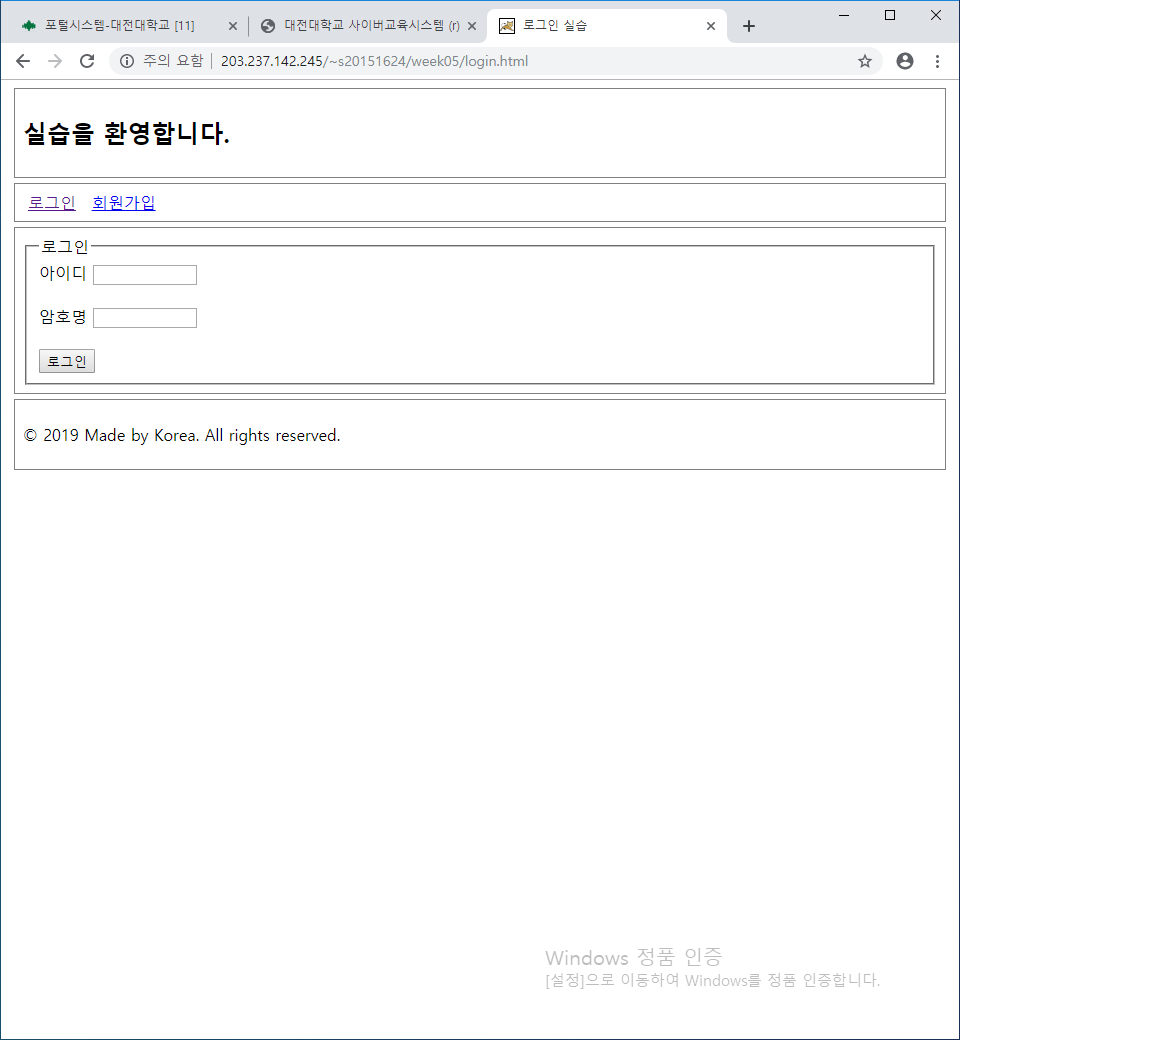 포털시스템-대전대학교 [11]
대전대학교 사이버교육시스템 (r)
로그인 실습
주의 요함 | 203.237.142.245/~s20151624/week05/login.html
실습을 환영합니다.
로그인 회원가입
로그인
아이디
암호명
로그인
© 2019 Made by Korea. All rights reserved.
Windows 정품 인증
[설정]으로 이동하여 Windows를 정품 인증합니다.